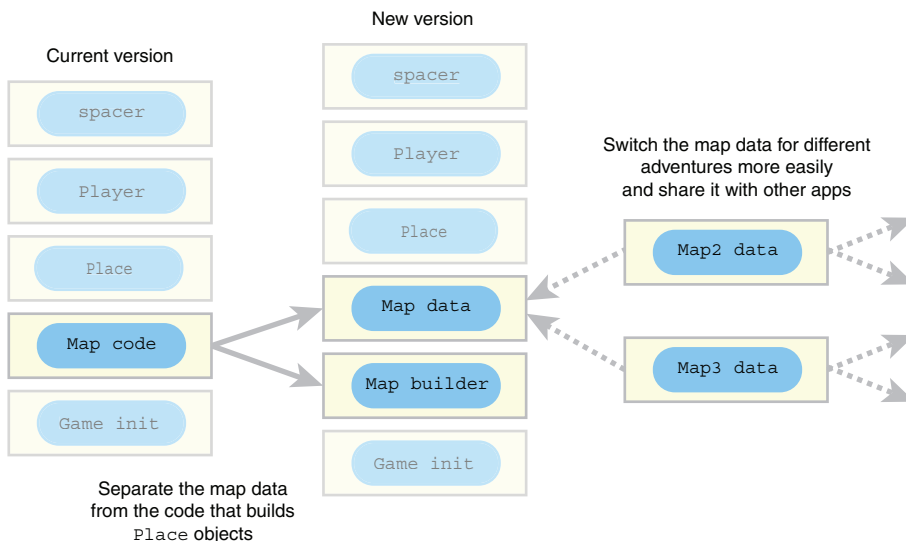 Current version
spacer
Player
Place
Map code
Game init
Separate the map data
from the code that builds
Place objects
New version
spacer
Player
Place
Map data
Map builder
Game init
Switch the map data for different
adventures more easily
and share it with other apps
Map2 data
Map3 data